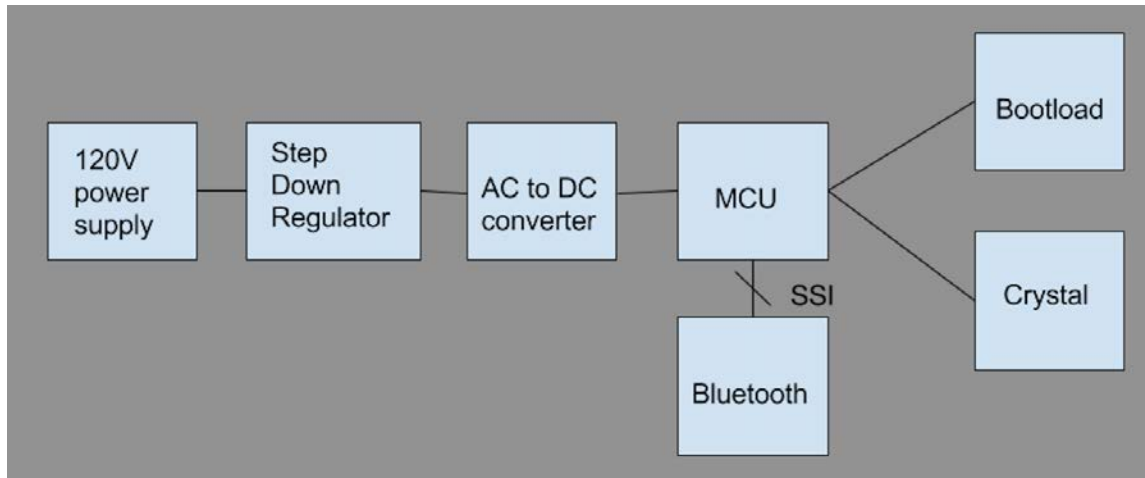 120V
power
supply
Step
Down
Regulator
AC to DC
converter
MCU
Bootload
Crystal
SSI
Bluetooth